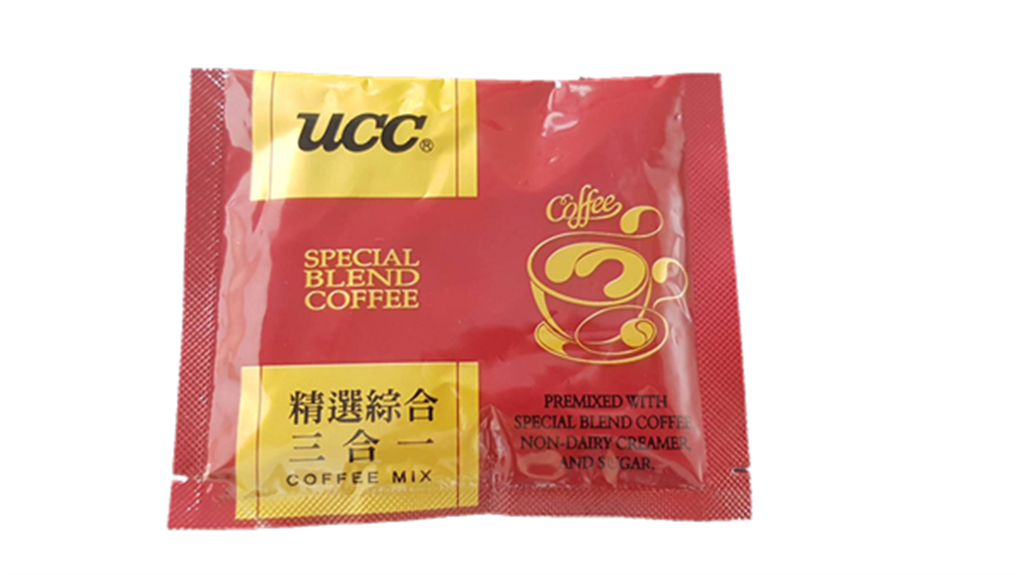 UCC®
SPECIAL
BLEND
COFFEE
精選綜合
三合一
COFFEE MIX
Coffee
PREMIXED WITH
SPECIAL BLEND COFFEE,
NON-DAIRY CREAMER,
AND SUGAR.